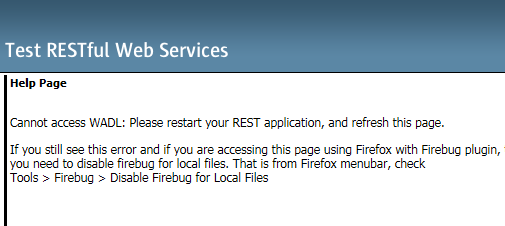 Test RESTful Web Services
Help Page
Cannot access WADL: Please restart your REST application, and refresh this page.
If you still see this error and if you are accessing this page using Firefox with Firebug plugin,
you need to disable firebug for local files. That is from Firefox menubar, check
Tools > Firebug > Disable Firebug for Local Files